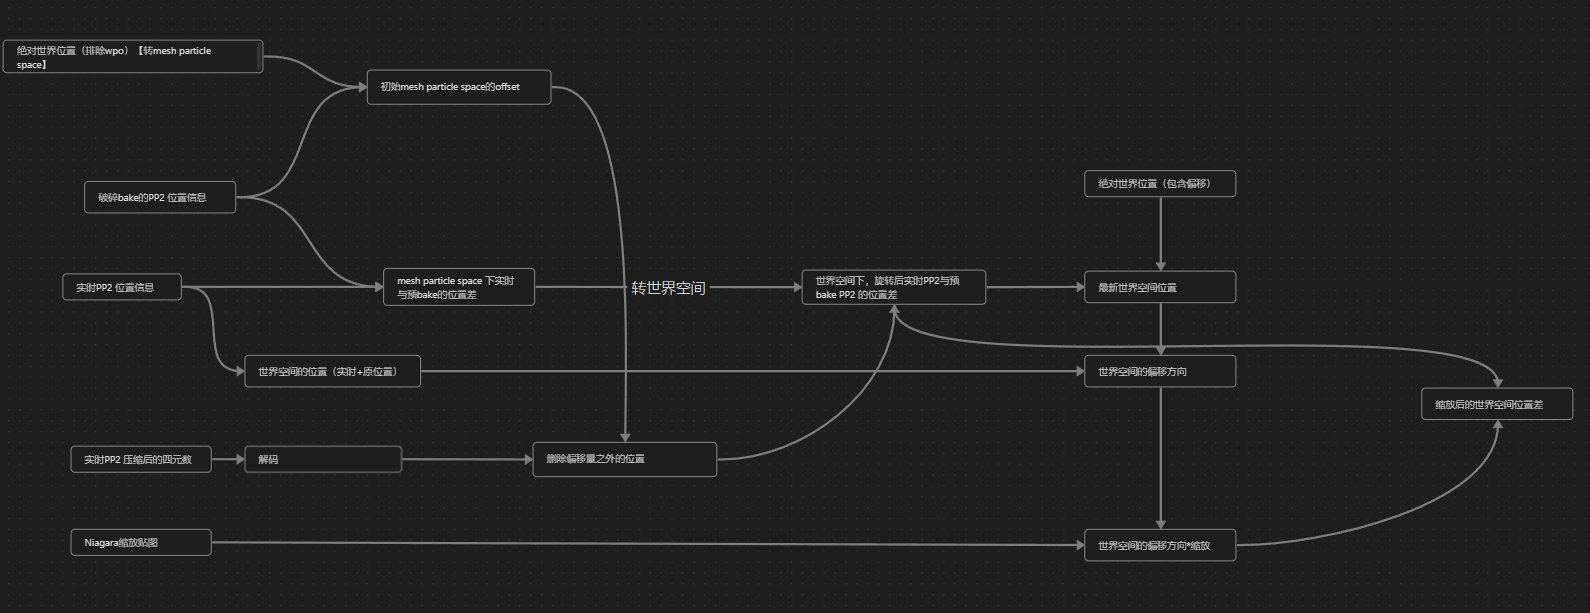 绝对世界位置（排除wpo）【转mesh particle
space】
初始mesh particle space的offset
破碎bake的PP2 位置信息
绝对世界位置（包含偏移）
实时PP2 位置信息
mesh particle space 下实时
与预bake的位置差
转世界空间
世界空间下，旋转后实时PP2与预
bake PP2 的位置差
最新世界空间位置
世界空间的位置（实时+原位置）
世界空间的偏移方向
缩放后的世界空间位置差
实时PP2 压缩后的四元数
解码
删除偏移量之外的位置
Niagara缩放贴图
世界空间的偏移方向*缩放